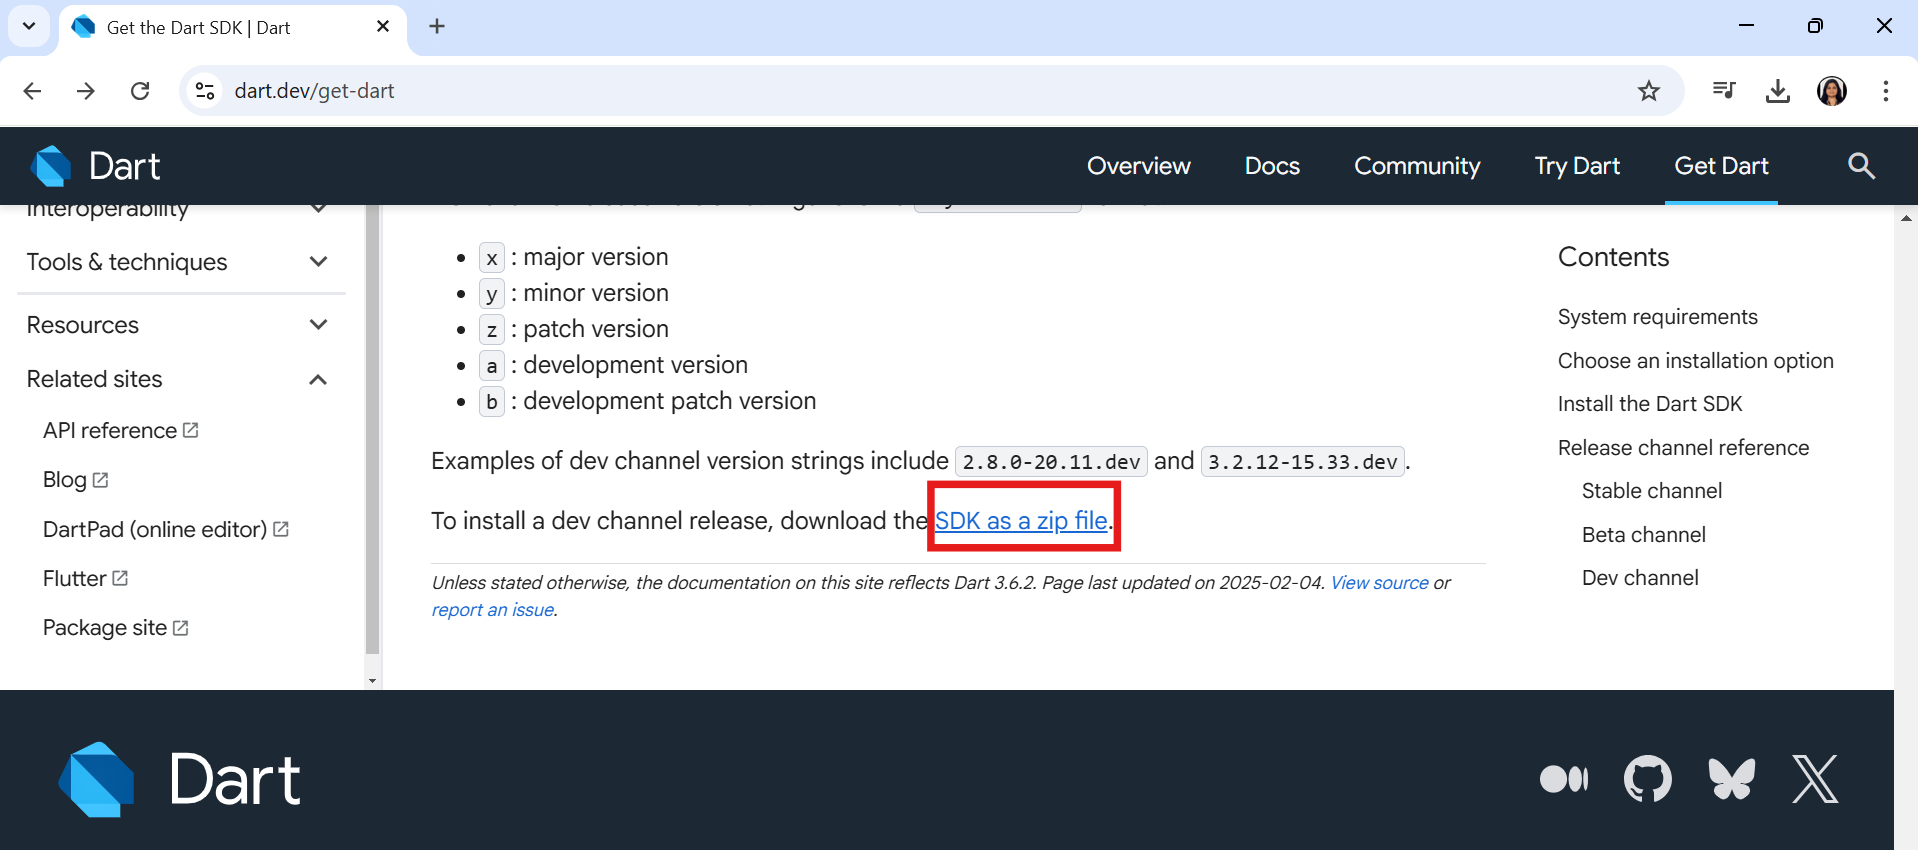 Get the Dart SDK | Dart
dart.dev/get-dart
Dart
Overview
Docs
Community
Try Dart
Get Dart
Interoperability
Tools & techniques
Resources
Related sites
API reference
Blog
DartPad (online editor)
Flutter
Package site
x : major version
y : minor version
z : patch version
a : development version
b : development patch version
Examples of dev channel version strings include 2.8.0-20.11.dev and 3.2.12-15.33.dev.
To install a dev channel release, download the SDK as a zip file.
Unless stated otherwise, the documentation on this site reflects Dart 3.6.2. Page last updated on 2025-02-04. View source or
report an issue.
Contents
System requirements
Choose an installation option
Install the Dart SDK
Release channel reference
Stable channel
Beta channel
Dev channel
Dart